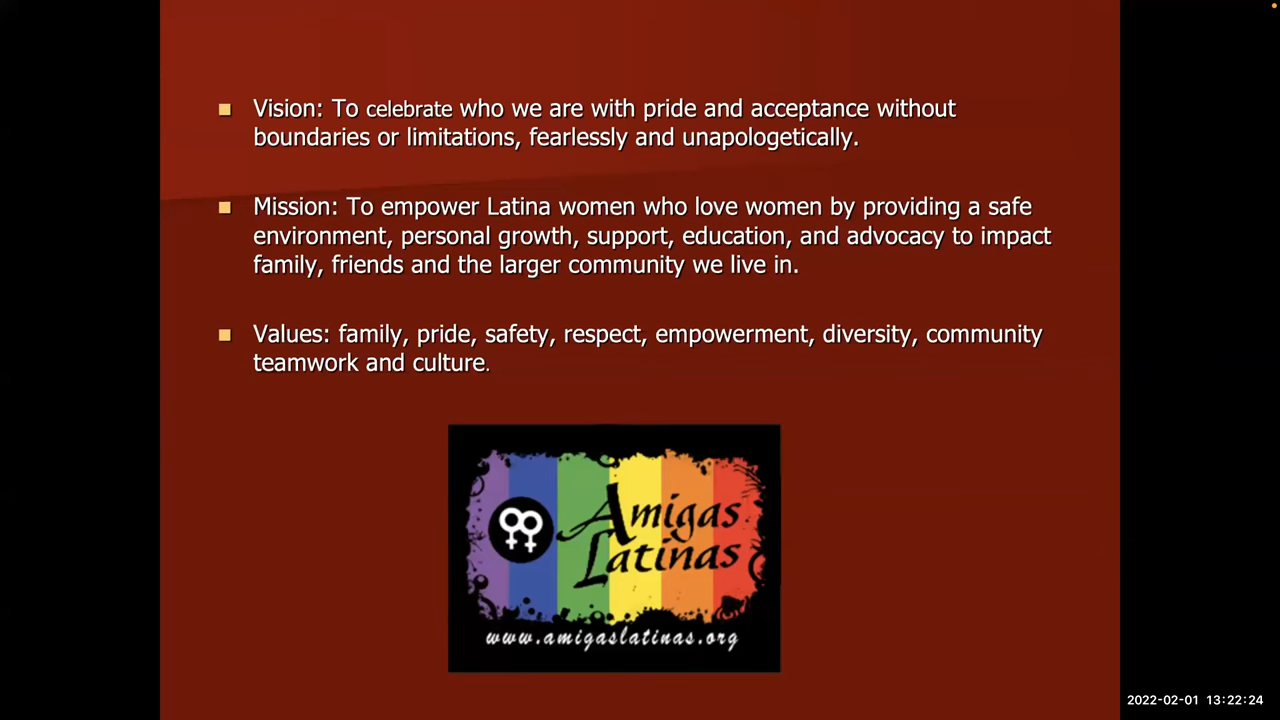 Vision: To celebrate who we are with pride and acceptance without
boundaries or limitations, fearlessly and unapologetically.
Mission: To empower Latina women who love women by providing a safe
environment, personal growth, support, education, and advocacy to impact
family, friends and the larger community we live in.
Values: family, pride, safety, respect, empowerment, diversity, community
teamwork and culture.
Amigas
Latinas
www.amigaslatinas.org
2022-02-01 13:22:24